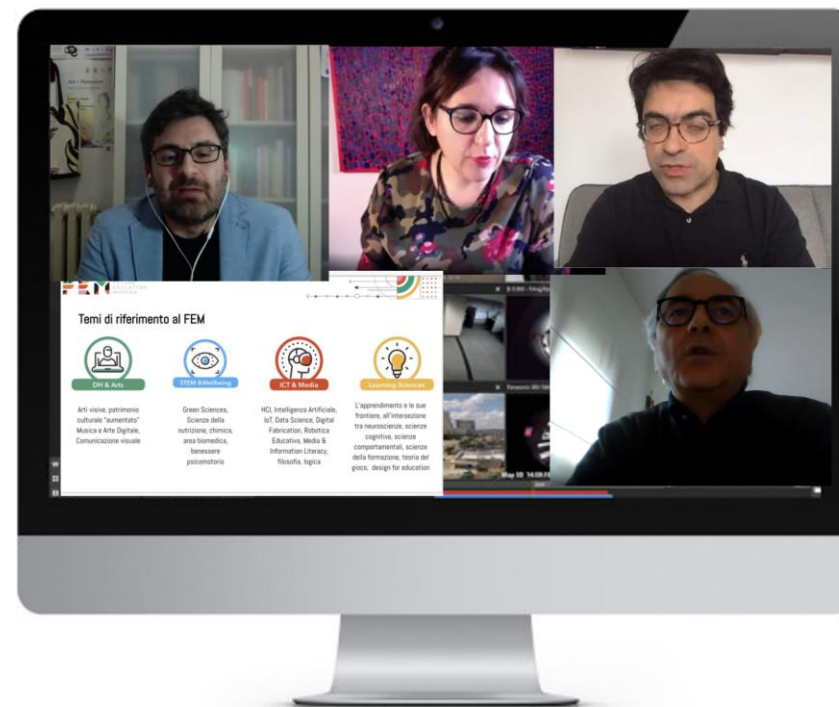 FEM
EDUCATION
MODENA
Temi di riferimento al FEM
DH & Arts
STEM &Wellbeing
ICT & Media
Learning Sciences
Arti visive, patrimonio
culturale "aumentato"
Musica e Arte Digitale,
Comunicazione visuale
Green Sciences,
Scienze della
nutrizione, chimica,
area biomedica,
benessere
psicomotorio
HCI, Intelligenza Artificiale,
IoT, Data Science, Digital
Fabrication, Robotica
Educativa, Media &
Information Literacy,
filosofia, logica
L'apprendimento e le sue
frontiere, all'intersezione
tra neuroscienze, scienze
cognitive, scienze
comportamentali, scienze
della formazione, teoria del
gioco, design for education